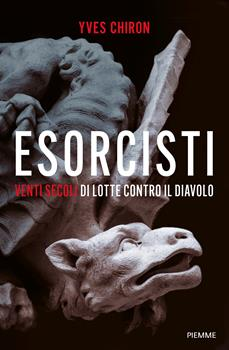 YVES CHIRON
ESORCISTI
VENTI SECOLI DI LOTTE CONTRO IL DIAVOLO
PIEMME